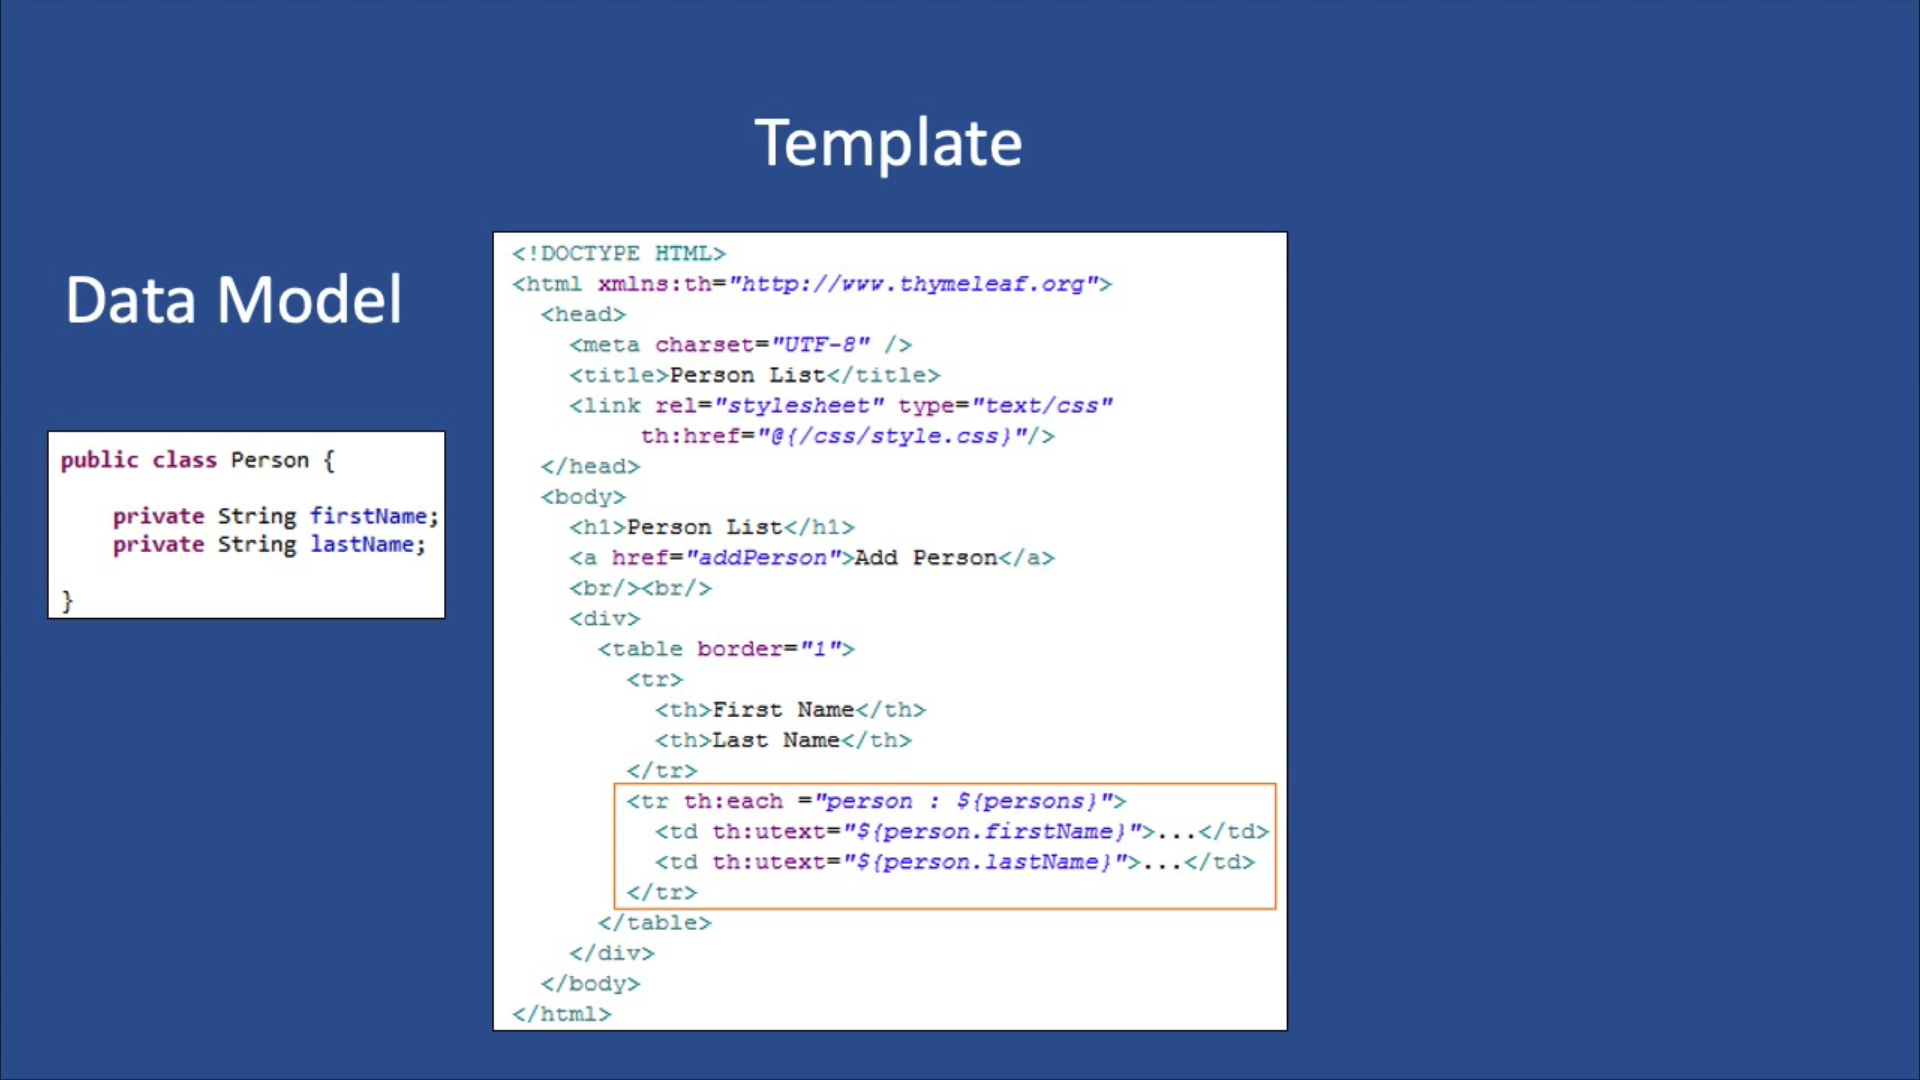 Template
Data Model
public class Person {
private String firstName;
private String lastName;
}
<!DOCTYPE HTML>
<html xmlns:th="http://www.thymeleaf.org">
<head>
<meta charset="UTF-8" />
<title>Person List</title>
<link rel="stylesheet" type="text/css"
th:href="@{/css/style.css}"/>
</head>
<body>
<h1>Person List</h1>
<a href="addPerson">Add Person</a>
<br/><br/>
<div>
<table border="1">
<tr>
<th>First Name</th>
<th>Last Name</th>
</tr>
<tr th:each ="person : ${persons}">
<td th:utext="${person.firstName}">...</td>
<td th:utext="${person.lastName}">...</td>
</tr>
</table>
</div>
</body>
</html>